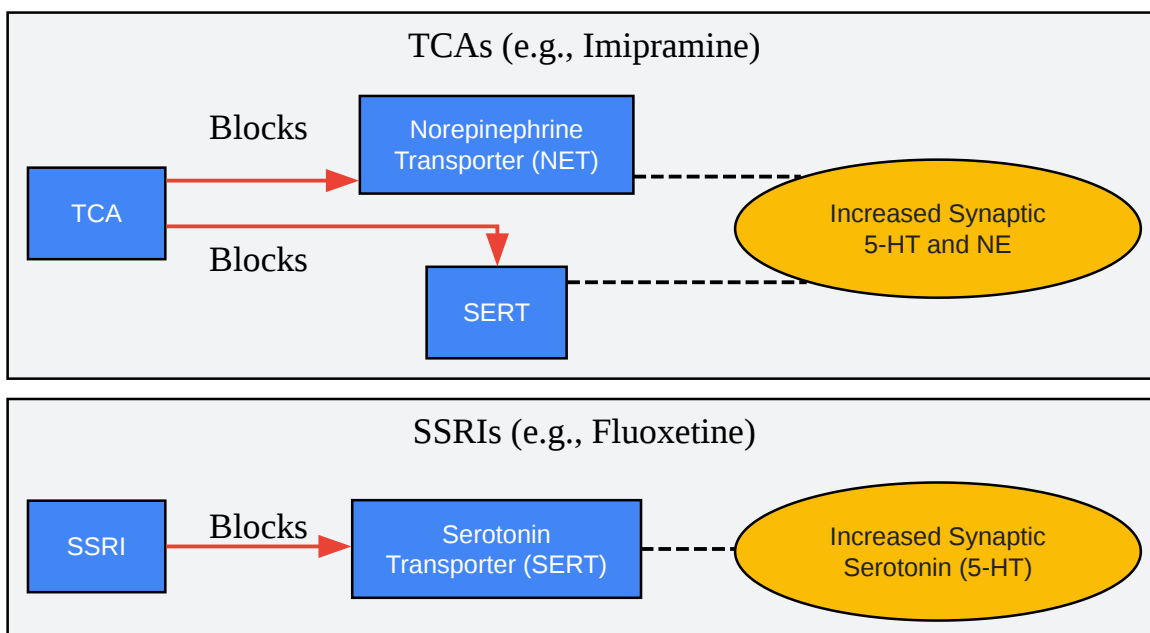 TCAs (e.g., Imipramine)
Blocks
Norepinephrine
Transporter (NET)
TCA
Increased Synaptic
5-HT and NE
Blocks
SERT
SSRIs (e.g., Fluoxetine)
SSRI
Blocks
Serotonin
Transporter (SERT)
Increased Synaptic
Serotonin (5-HT)